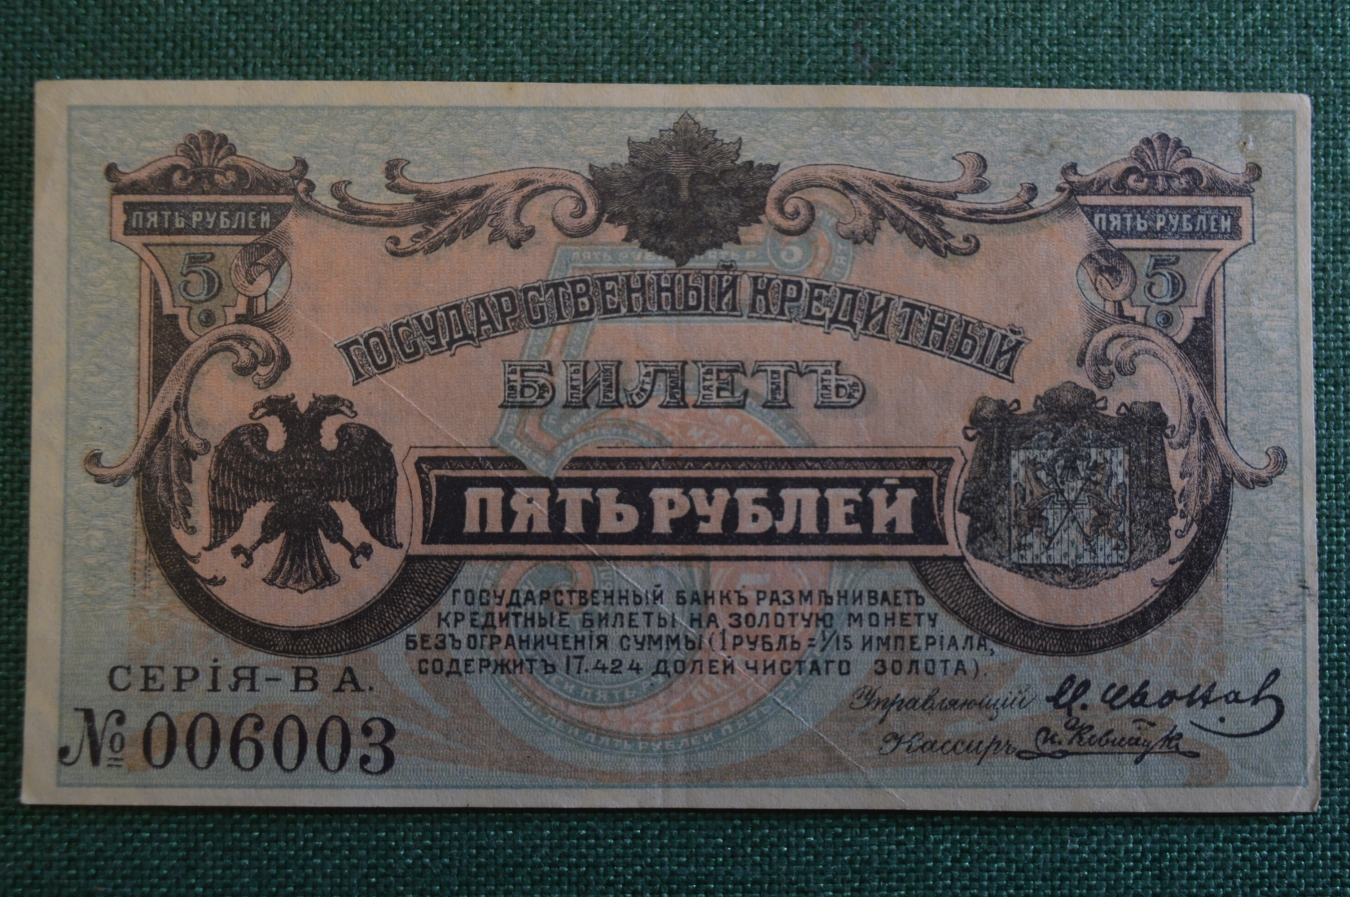 ПЯТЬ РУБЛЕЙ
ПЯТЬ РУБЛЕЙ
5
5
ГОСУДАРСТВЕННЫЙ КРЕДИТНЫЙ
БИЛЕТЪ
ПЯТЬ РУБЛЕЙ
ГОСУДАРСТВЕННЫЙ БАНКЪ РАЗМѢНИВАЕТЪ
КРЕДИТНЫЕ БИЛЕТЫ НА ЗОЛОТУЮ МОНЕТУ
БЕЗЪ ОГРАНИЧЕНІЯ СУММЫ (1 РУБЛЬ = 1/15 ИМПЕРІАЛА,
СОДЕРЖИТЪ 17.424 ДОЛЕЙ ЧИСТАГО ЗОЛОТА).
СЕРІЯ-ВА.
№ 006003
Управляющій
Кассиръ